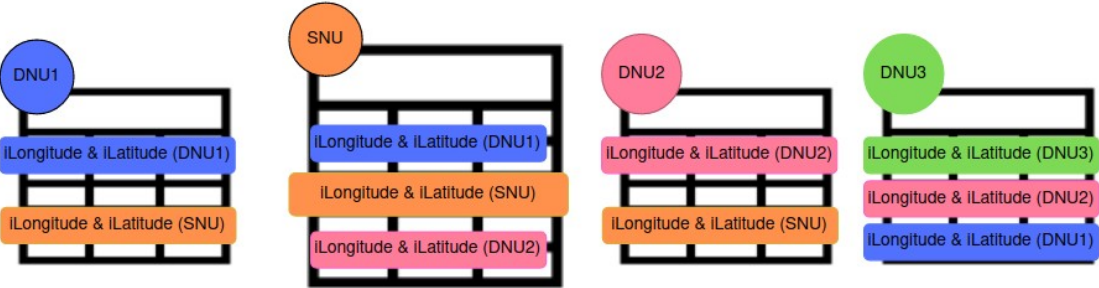 DNU1
iLongitude & iLatitude (DNU1)
iLongitude & iLatitude (SNU)
SNU
iLongitude & iLatitude (DNU1)
iLongitude & iLatitude (SNU)
iLongitude & iLatitude (DNU2)
DNU2
iLongitude & iLatitude (DNU2)
iLongitude & iLatitude (SNU)
DNU3
iLongitude & iLatitude (DNU3)
iLongitude & iLatitude (DNU2)
iLongitude & iLatitude (DNU1)